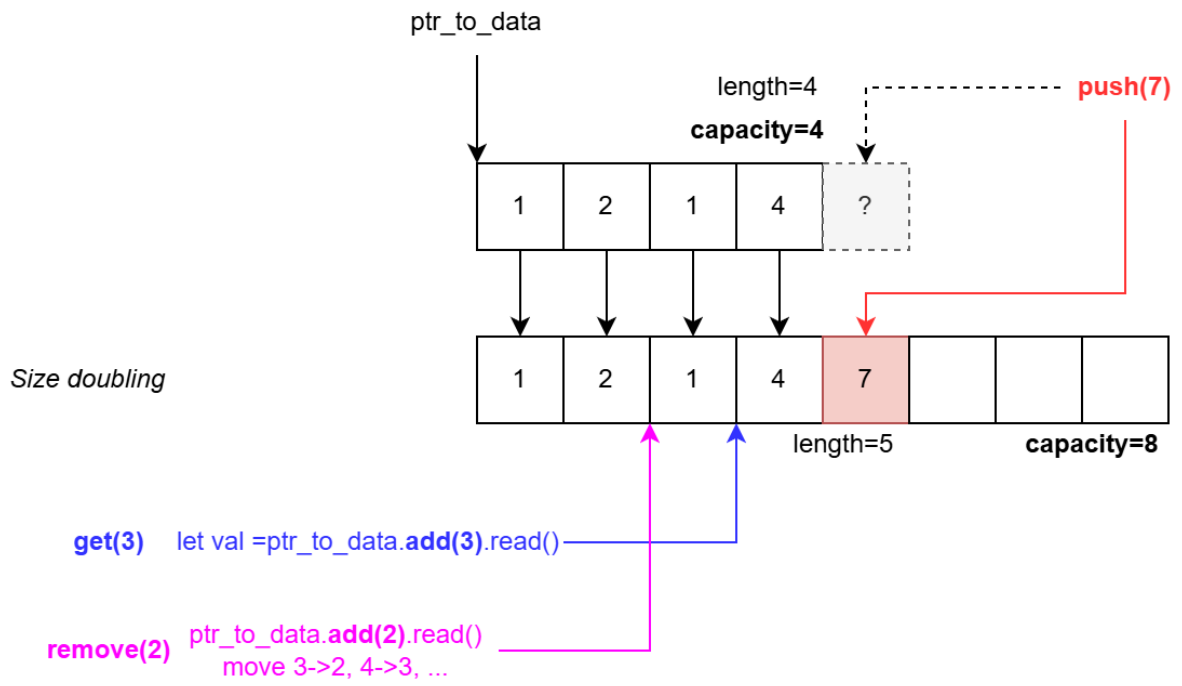 ptr_to_data
length=4
push(7)
capacity=4
1 2 1 4 ?
Size doubling
1 2 1 4 7
length=5
capacity=8
get(3) let val =ptr_to_data.add(3).read()
remove(2) ptr_to_data.add(2).read()
move 3->2, 4->3, ...